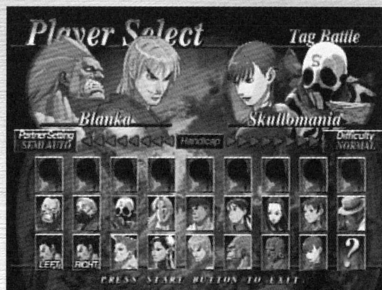 Player Select
Tag Battle
Blanka
Skullomania
PartnerSetting
SEMI AUTO
Handicap
Difficulty
NORMAL
LEFT
RIGHT
?
PRESS START BUTTON TO EXIT